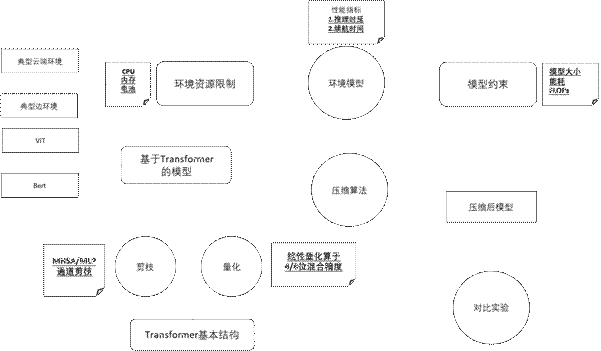 性能指标
1.推理时延
2.续航时间
典型云端环境
CPU
内存
电池
环境资源限制
环境模型
模型约束
模型大小
能耗
FLOPs
典型边环境
ViT
基于Transformer
的模型
Bert
压缩算法
压缩后模型
MHSA/MLP
通道剪枝
剪枝
量化
线性量化算子
4/8位混合精度
对比实验
Transformer基本结构